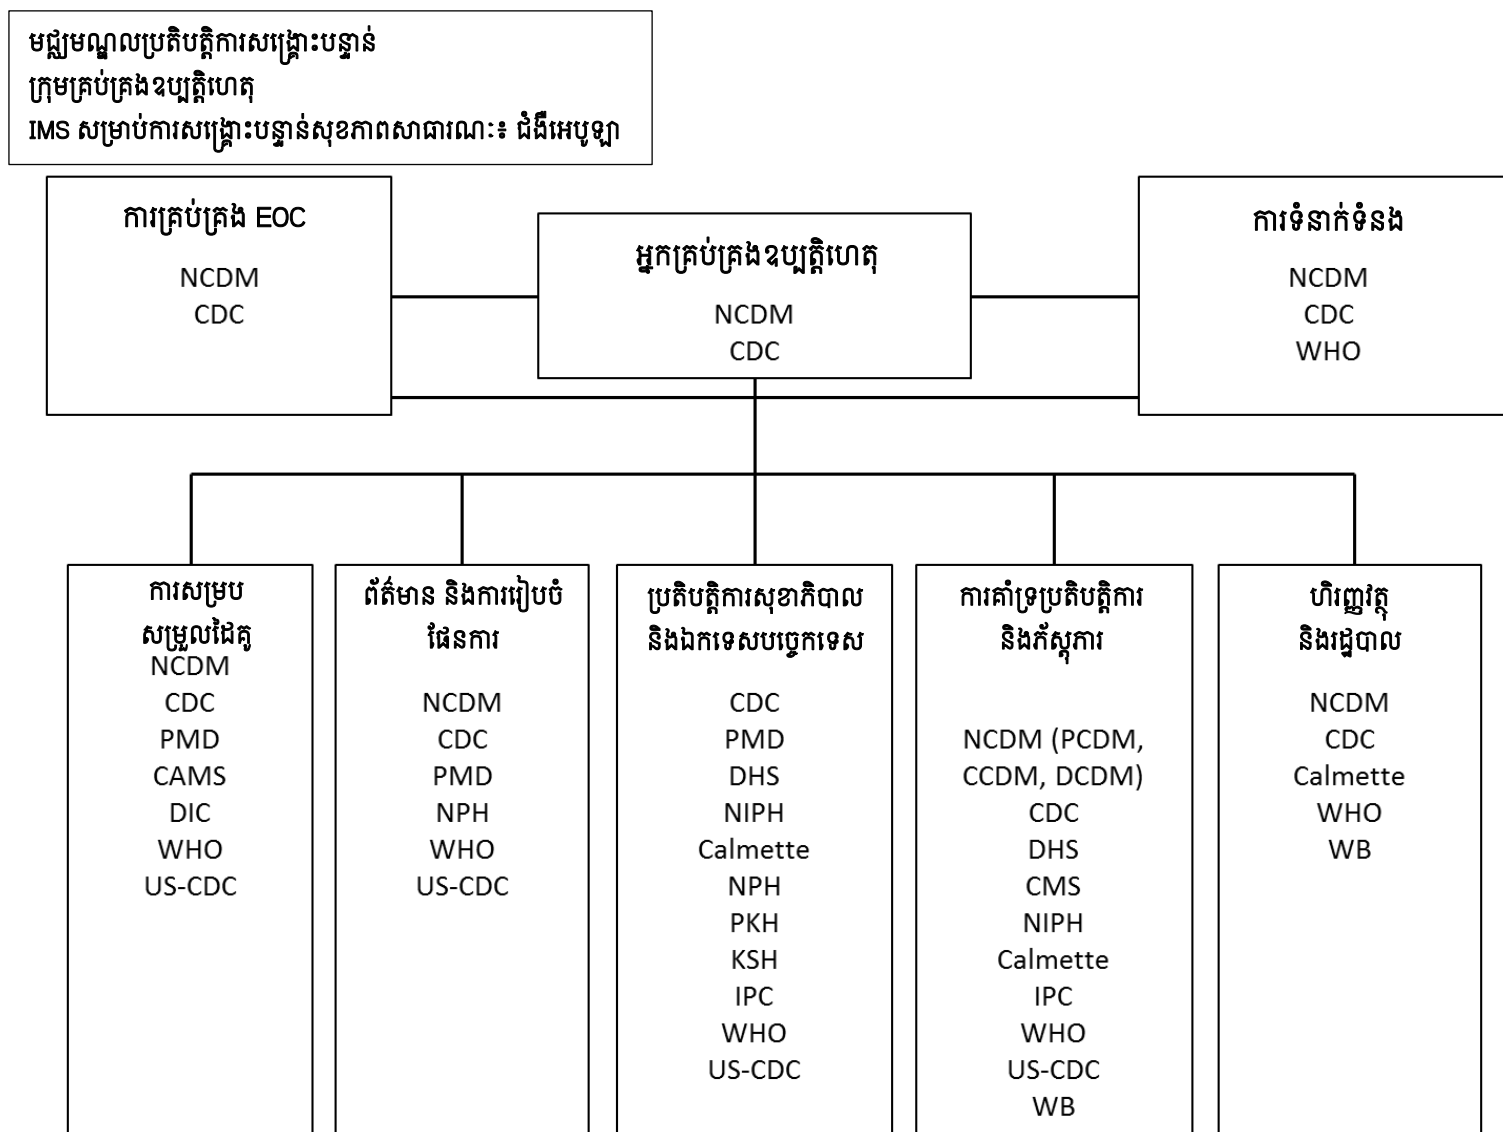 មជ្ឈមណ្ឌលប្រតិបត្តិការសង្គ្រោះបន្ទាន់
ក្រុមគ្រប់គ្រងឧប្បត្តិហេតុ
IMS សម្រាប់ការសង្គ្រោះបន្ទាន់សុខភាពសាធារណៈ៖ ជំងឺអេបូឡា
ការគ្រប់គ្រង EOC
NCDM
CDC
អ្នកគ្រប់គ្រងឧប្បត្តិហេតុ
NCDM
CDC
ការទំនាក់ទំនង
NCDM
CDC
WHO
ការសម្រប
សម្រួលដៃគូ
NCDM
CDC
PMD
CAMS
DIC
WHO
US-CDC
ព័ត៌មាន និងការរៀបចំ
ផែនការ
NCDM
CDC
PMD
NPH
WHO
US-CDC
ប្រតិបត្តិការសុខាភិបាល
និងឯកទេសបច្ចេកទេស
CDC
PMD
DHS
NIPH
Calmette
NPH
PKH
KSH
IPC
WHO
US-CDC
ការគាំទ្រប្រតិបត្តិការ
និងភ័ស្តុភារ
NCDM (PCDM,
CCDM, DCDM)
CDC
DHS
CMS
NIPH
Calmette
IPC
WHO
US-CDC
WB
ហិរញ្ញវត្ថុ
និងរដ្ឋបាល
NCDM
CDC
Calmette
WHO
WB